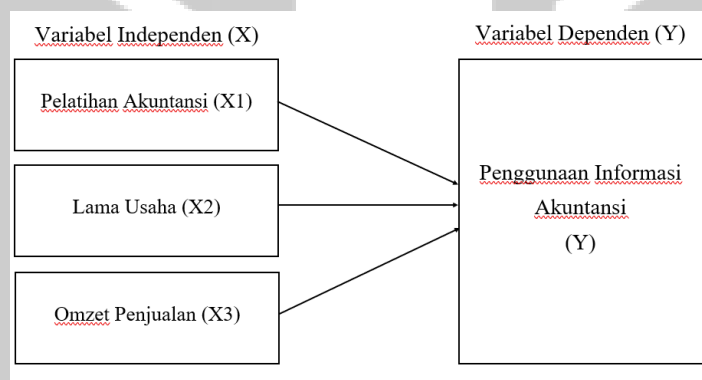 Variabel Independen (X)
Variabel Dependen (Y)
Pelatihan Akuntansi (X1)
Lama Usaha (X2)
Omzet Penjualan (X3)
Penggunaan Informasi
Akuntansi
(Y)